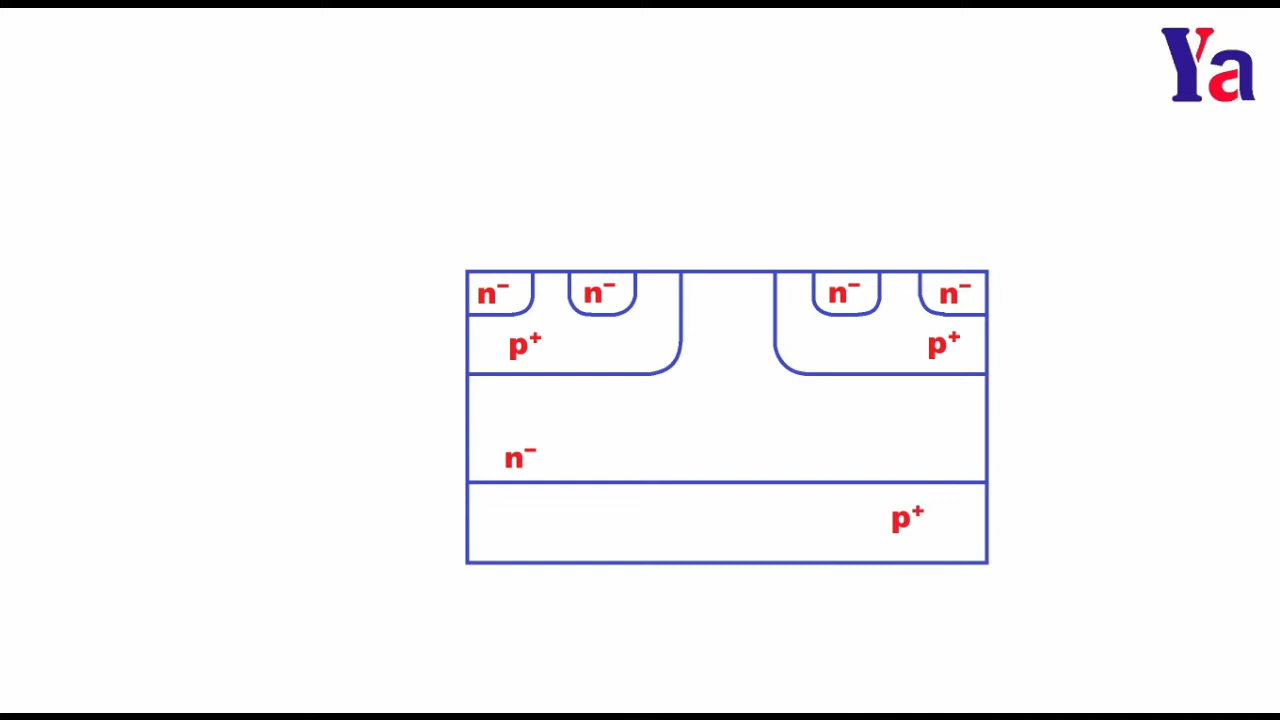 Ya
n⁻ n⁻ n⁻ n⁻
p⁺ p⁺
n⁻
p⁺